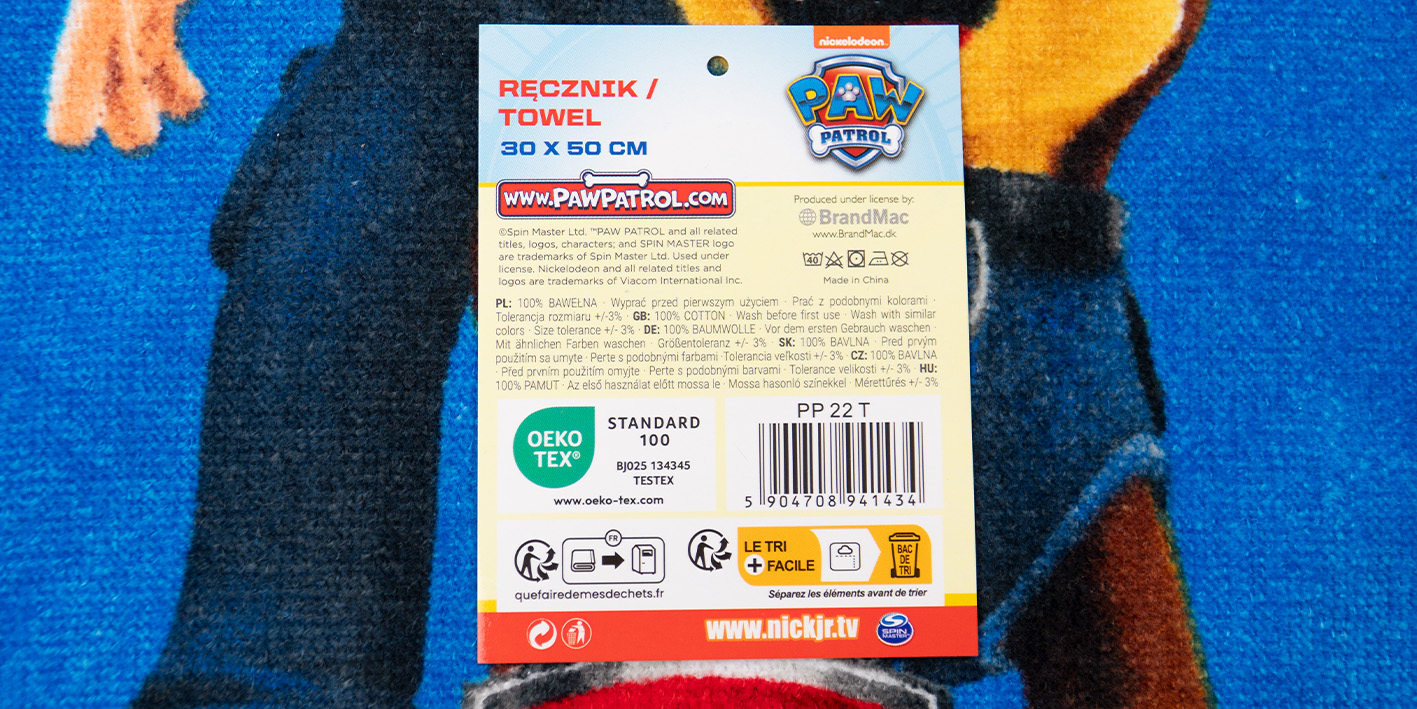 nickelodeon
PAW
PATROL
RĘCZNIK /
TOWEL
30 X 50 CM
www.PAWPATROL.COM
©Spin Master Ltd. ™PAW PATROL and all related
titles, logos, characters; and SPIN MASTER logo
are trademarks of Spin Master Ltd. Used under
license. Nickelodeon and all related titles and
logos are trademarks of Viacom International Inc.
Produced under license by:
BrandMac
www.BrandMac.dk
40
Made in China
PL: 100% BAWEŁNA · Wyprać przed pierwszym użyciem · Prać z podobnymi kolorami ·
Tolerancja rozmiaru +/-3% · GB: 100% COTTON · Wash before first use · Wash with similar
colors · Size tolerance +/- 3% · DE: 100% BAUMWOLLE · Vor dem ersten Gebrauch waschen ·
Mit ähnlichen Farben waschen · Größentoleranz +/- 3% · SK: 100% BAVLNA · Pred prvým
použitím sa umyte · Perte s podobnými farbami · Tolerancia veľkosti +/- 3% · CZ: 100% BAVLNA
· Před prvním použitím omyjte · Perte s podobnými barvami · Tolerance velikosti +/- 3% · HU:
100% PAMUT · Az első használat előtt mossa le · Mossa hasonló színekkel · Mérettűrés +/- 3%
OEKO
TEX®
STANDARD
100
BJ025 134345
TESTEX
www.oeko-tex.com
PP 22 T
5 904708 941434
FR
quefairedemesdechets.fr
LE TRI
+ FACILE
BAC
DE
TRI
Séparez les éléments avant de trier
www.nickjr.tv
SPIN
MASTER